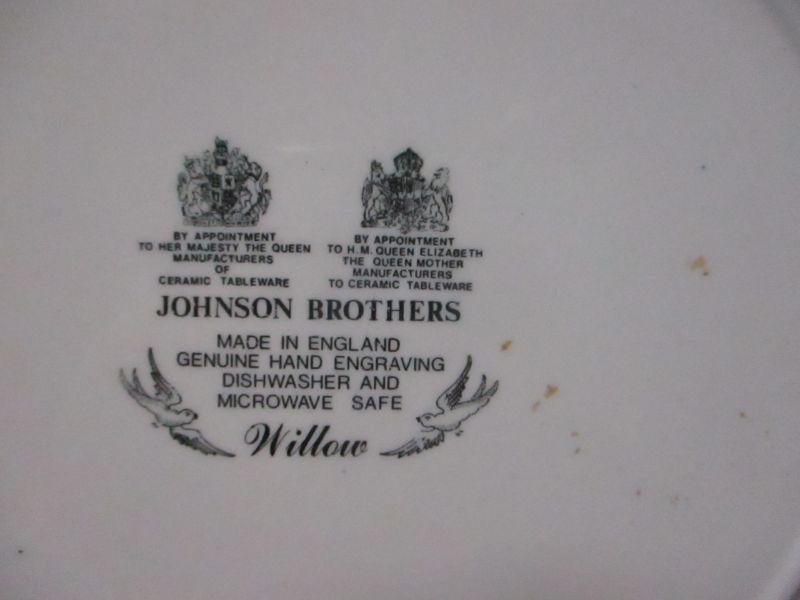 BY APPOINTMENT
TO HER MAJESTY THE QUEEN
MANUFACTURERS
OF
CERAMIC TABLEWARE
BY APPOINTMENT
TO H.M. QUEEN ELIZABETH
THE QUEEN MOTHER
MANUFACTURERS
TO CERAMIC TABLEWARE
JOHNSON BROTHERS
MADE IN ENGLAND
GENUINE HAND ENGRAVING
DISHWASHER AND
MICROWAVE SAFE
Willow